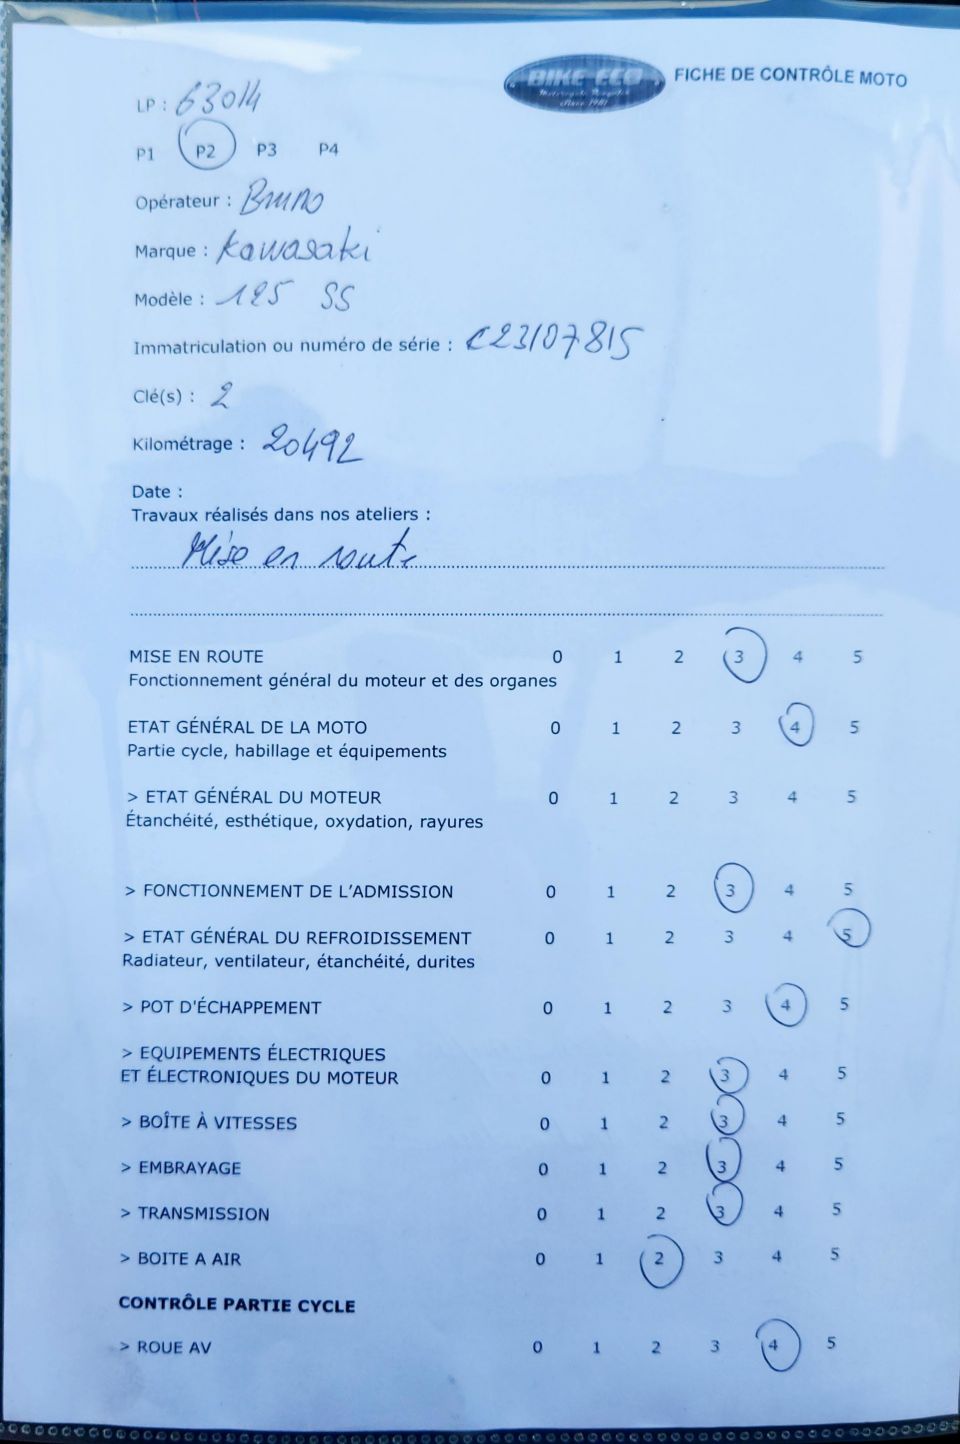 BIKE ECO
Since 1981
FICHE DE CONTRÔLE MOTO
LP : 63014
P1 P2 P3 P4
Opérateur : Bruno
Marque : Kawasaki
Modèle : 125 SS
Immatriculation ou numéro de série : C23107815
Clé(s) : 2
Kilométrage : 20492
Date :
Travaux réalisés dans nos ateliers :
Mise en route
MISE EN ROUTE 0 1 2 3 4 5
Fonctionnement général du moteur et des organes
ETAT GÉNÉRAL DE LA MOTO 0 1 2 3 4 5
Partie cycle, habillage et équipements
> ETAT GÉNÉRAL DU MOTEUR 0 1 2 3 4 5
Étanchéité, esthétique, oxydation, rayures
> FONCTIONNEMENT DE L'ADMISSION 0 1 2 3 4 5
> ETAT GÉNÉRAL DU REFROIDISSEMENT 0 1 2 3 4 5
Radiateur, ventilateur, étanchéité, durites
> POT D'ÉCHAPPEMENT 0 1 2 3 4 5
> EQUIPEMENTS ÉLECTRIQUES
ET ÉLECTRONIQUES DU MOTEUR 0 1 2 3 4 5
> BOÎTE À VITESSES 0 1 2 3 4 5
> EMBRAYAGE 0 1 2 3 4 5
> TRANSMISSION 0 1 2 3 4 5
> BOITE A AIR 0 1 2 3 4 5
CONTRÔLE PARTIE CYCLE
> ROUE AV 0 1 2 3 4 5